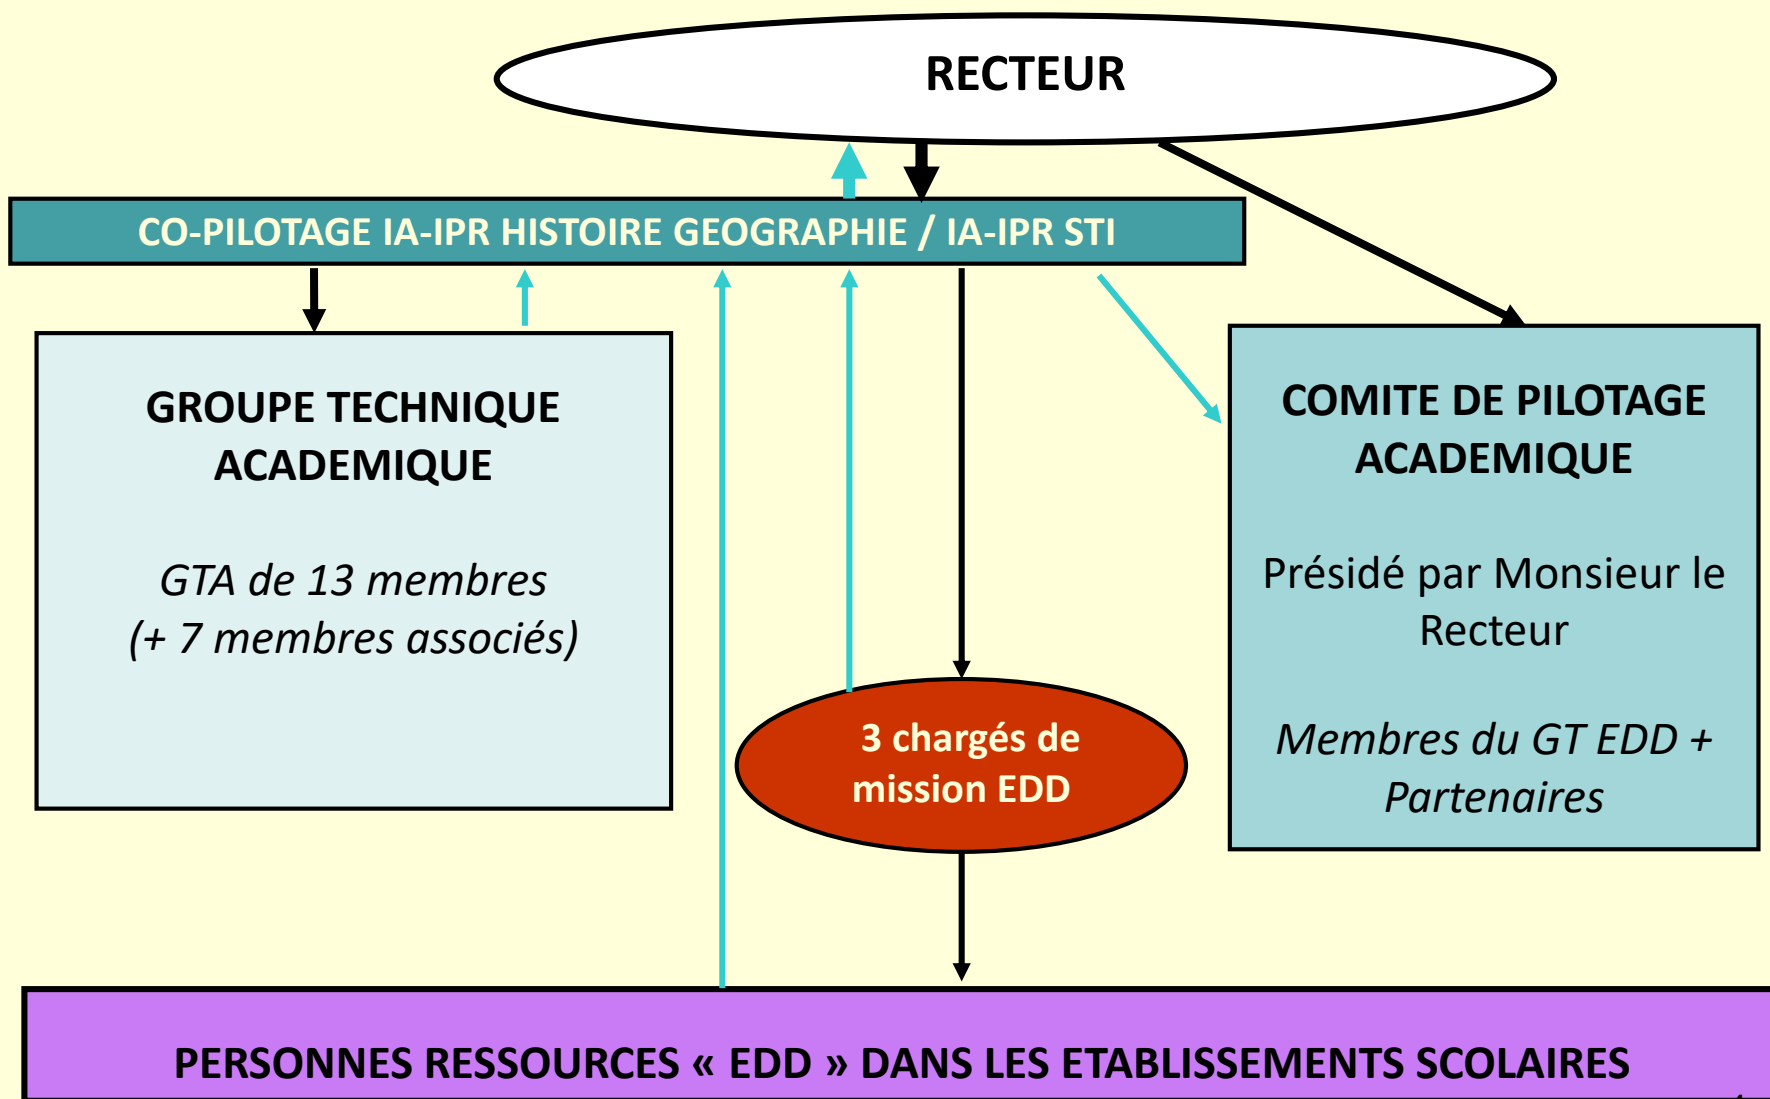 RECTEUR
CO-PILOTAGE IA-IPR HISTOIRE GEOGRAPHIE / IA-IPR STI
GROUPE TECHNIQUE
ACADEMIQUE
GTA de 13 membres
(+ 7 membres associés)
3 chargés de
mission EDD
COMITE DE PILOTAGE
ACADEMIQUE
Présidé par Monsieur le
Recteur
Membres du GT EDD +
Partenaires
PERSONNES RESSOURCES « EDD » DANS LES ETABLISSEMENTS SCOLAIRES